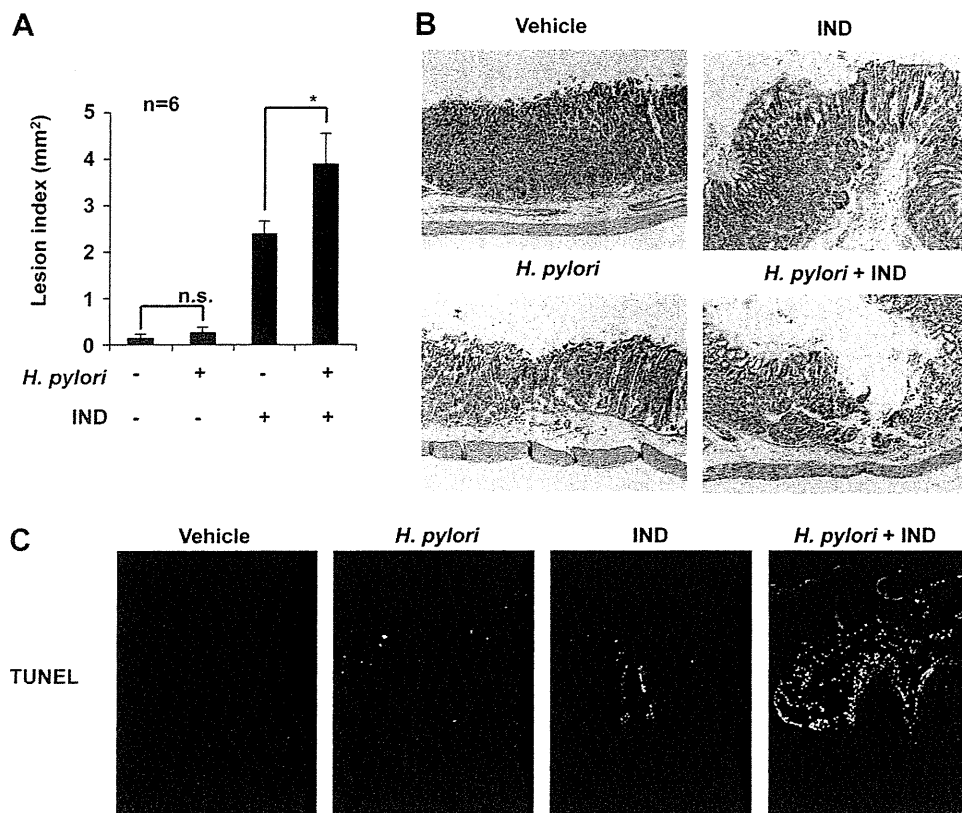 A
n=6
*
n.s.
Lesion index (mm²)
5
4
3
2
1
0
H. pylori - + - +
IND - - + +
B
Vehicle
IND
H. pylori
H. pylori + IND
C
Vehicle
H. pylori
IND
H. pylori + IND
TUNEL